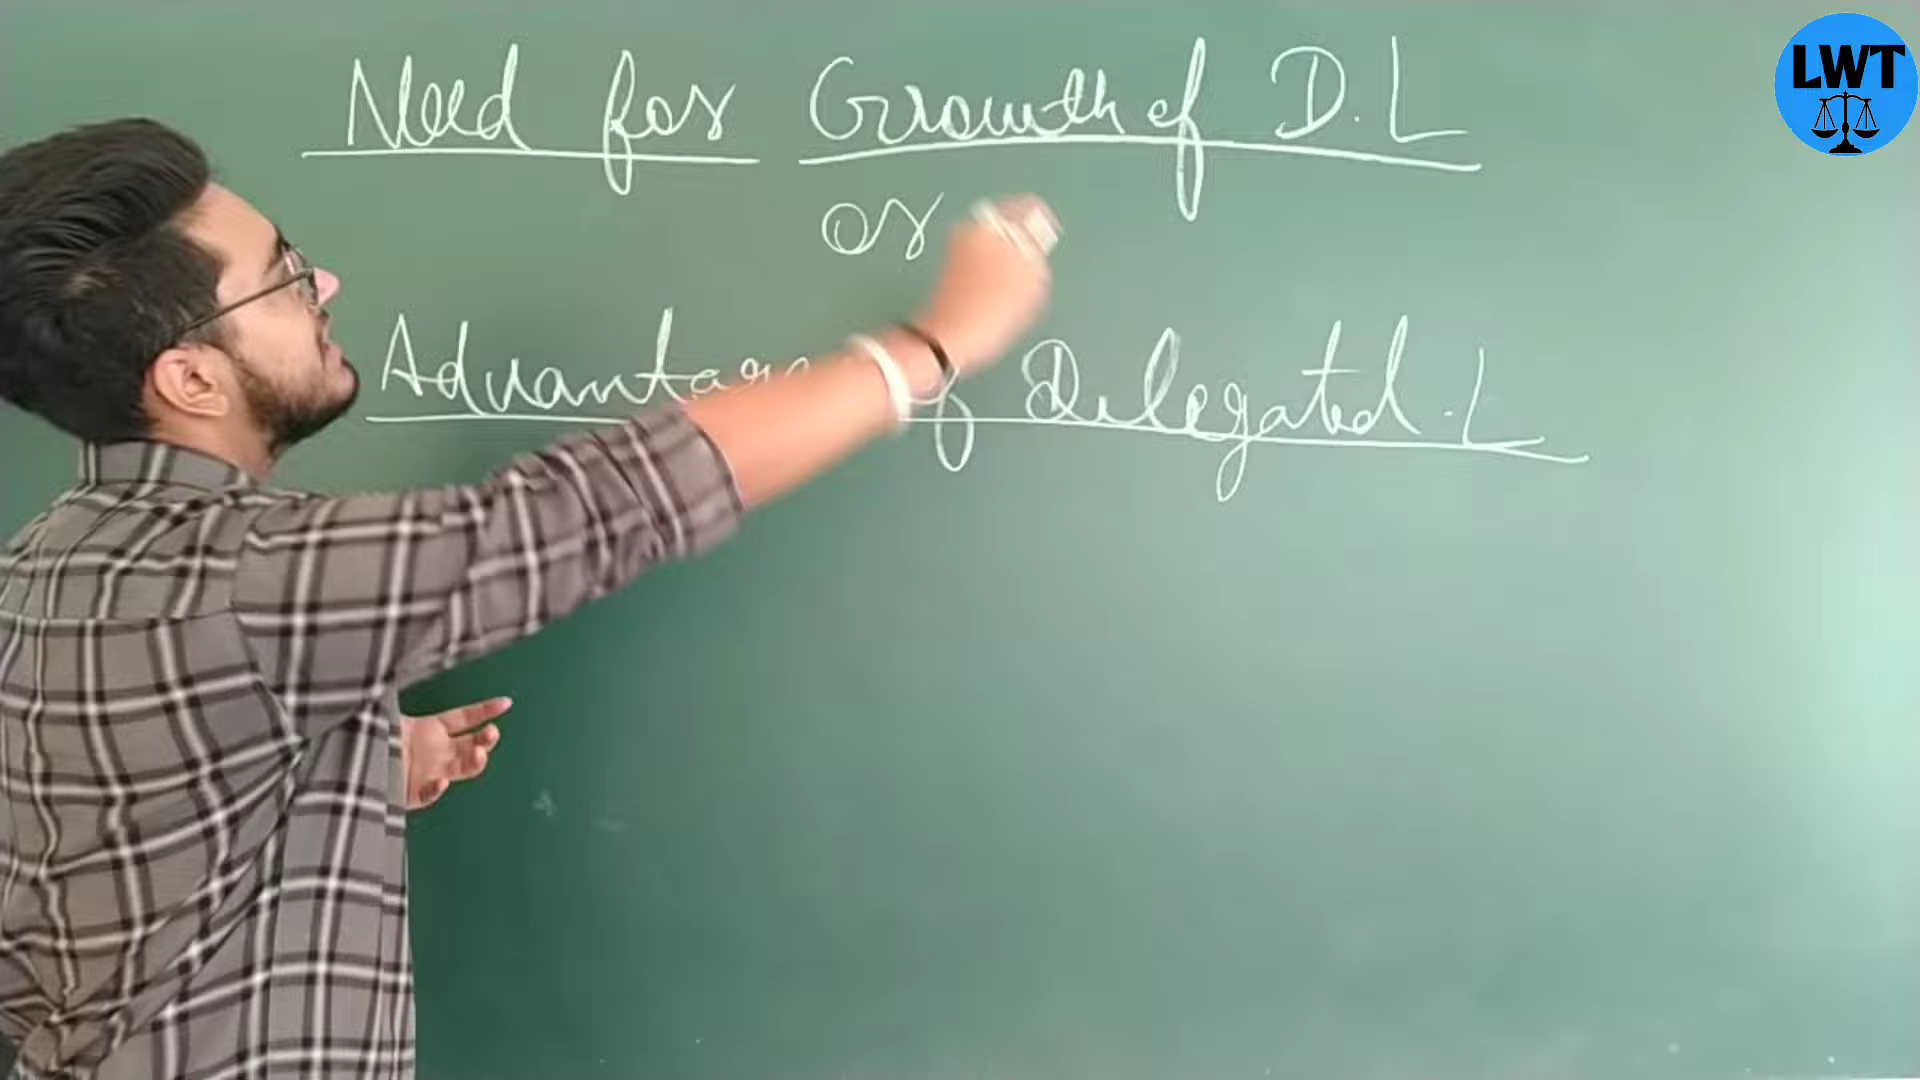 Need for Growth of D.L
or
Advantage of Delegated.L
LWT